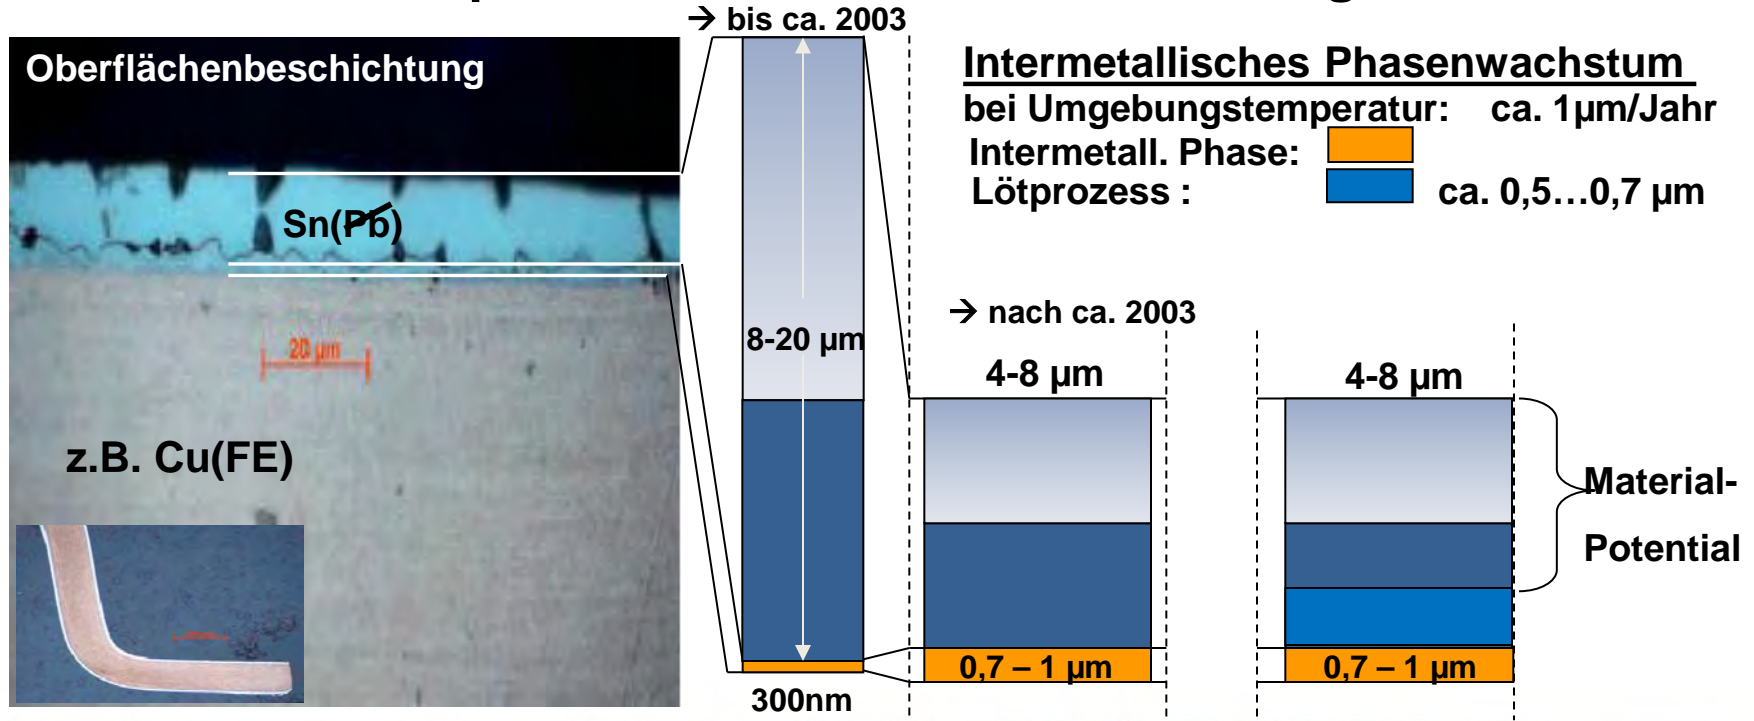 → bis ca. 2003
Oberflächenbeschichtung
Intermetallisches Phasenwachstum
bei Umgebungstemperatur: ca. 1µm/Jahr
Intermetall. Phase:
Lötprozess : ca. 0,5…0,7 µm
Sn(Pb)
→ nach ca. 2003
20 µm
8-20 µm
4-8 µm
4-8 µm
z.B. Cu(FE)
Material-
Potential
0,7 – 1 µm
0,7 – 1 µm
300nm